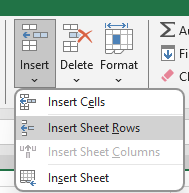 Insert Delete Format
Insert Cells
Insert Sheet Rows
Insert Sheet Columns
Insert Sheet